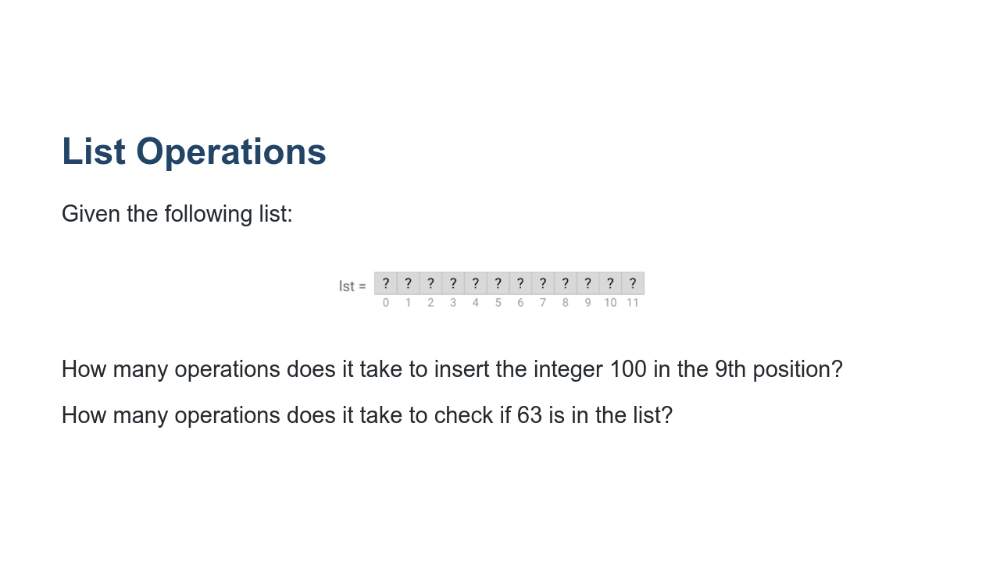 List Operations
Given the following list:
lst = ? ? ? ? ? ? ? ? ? ? ? ?
0 1 2 3 4 5 6 7 8 9 10 11
How many operations does it take to insert the integer 100 in the 9th position?
How many operations does it take to check if 63 is in the list?